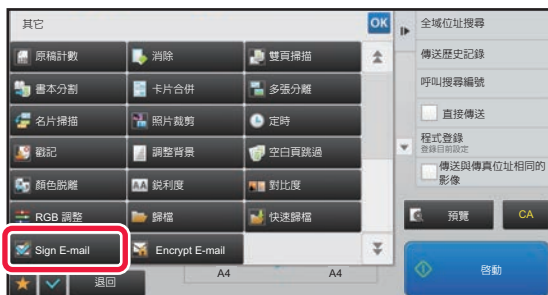 其它
OK
原稿計數
消除
雙頁掃描
書本分割
卡片合併
多張分離
名片掃描
照片裁剪
定時
戳記
調整背景
空白頁跳過
顏色脫離
AA 銳利度
對比度
RGB 調整
歸檔
快速歸檔
Sign E-mail
Encrypt E-mail
退回
A4
A4
全域位址搜尋
傳送歷史記錄
呼叫搜尋編號
直接傳送
程式登錄
登錄目前設定
傳送與傳真位址相同的
影像
預覽
CA
啓動